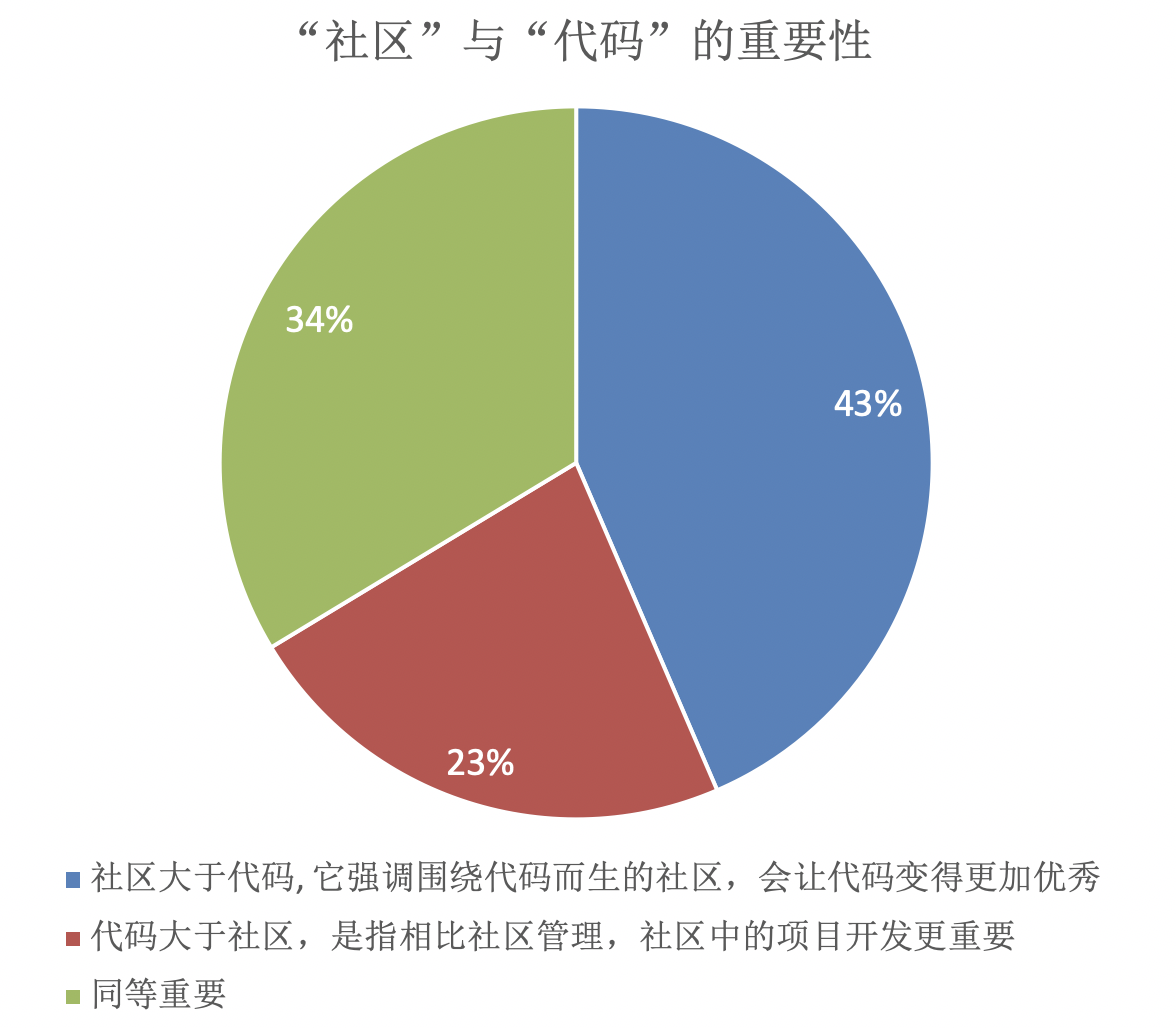 “社区”与“代码”的重要性
34%
43%
23%
社区大于代码, 它强调围绕代码而生的社区，会让代码变得更加优秀
代码大于社区，是指相比社区管理，社区中的项目开发更重要
同等重要